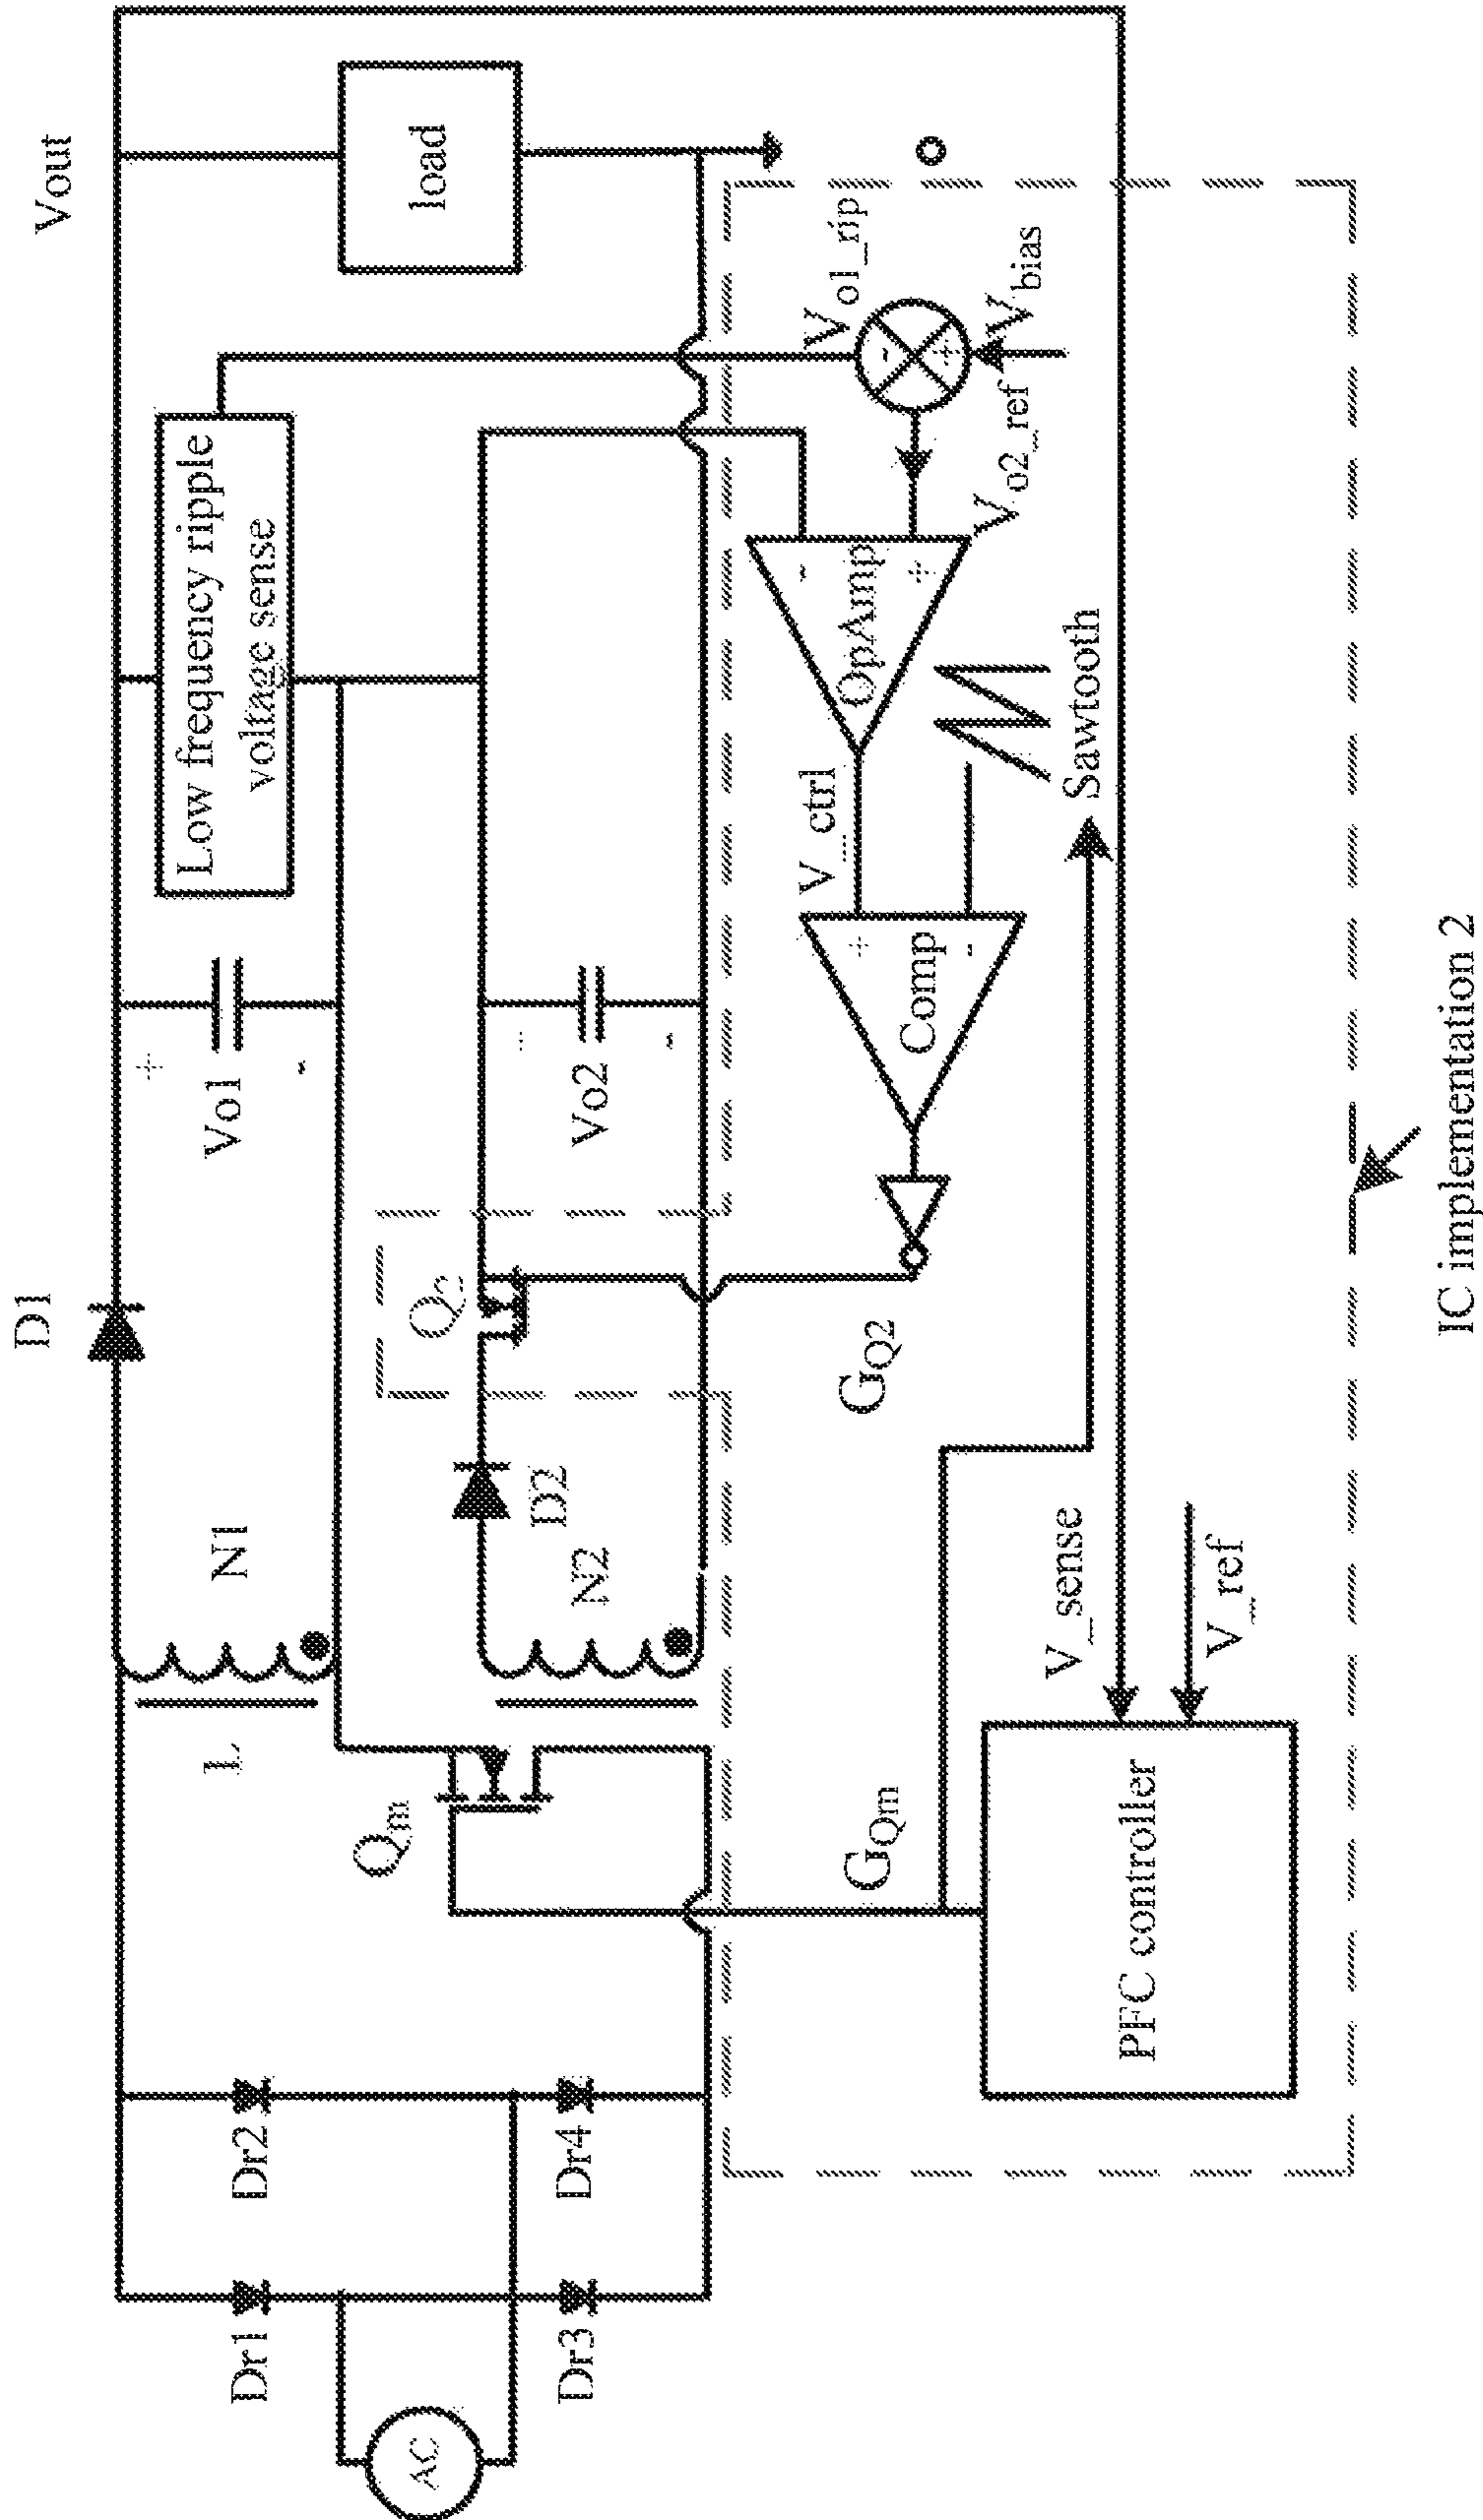 Vout
D1
load
Low frequency ripple
voltage sense
+
Vo1
-
N1
L
Dr2
Dr1
AC
Dr4
Dr3
Qm
N2
D2
Q2
Vo2
-
Vo1_rip
-
+
Vbias
Vo2_ref
-
+
OpAmp
V_ctrl
Sawtooth
+
-
Comp
GQ2
GQm
V_sense
V_ref
PFC controller
IC implementation 2